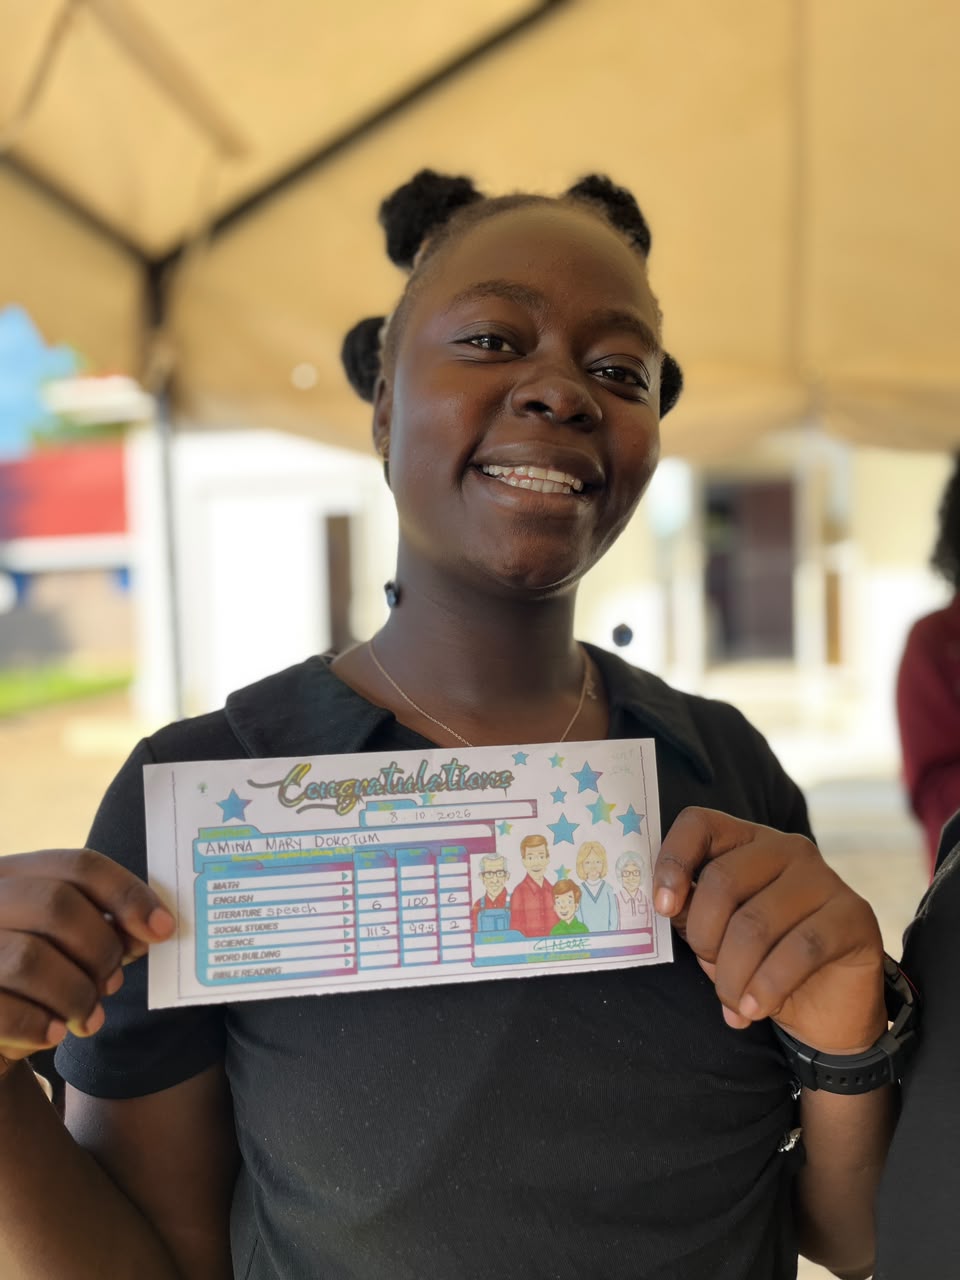 Congratulations
8 · 10 · 2026
AMINA MARY DOKOTUM
MATH
ENGLISH
LITERATURE speech 6 100 6
SOCIAL STUDIES
SCIENCE 1113 99.5 2
WORD BUILDING
BIBLE READING